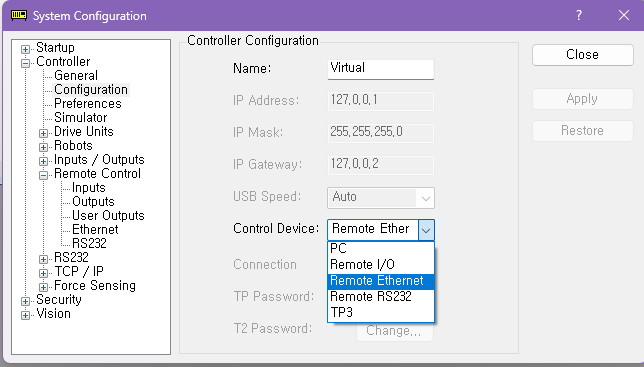 System Configuration
? ×
Startup
Controller
General
Configuration
Preferences
Simulator
Drive Units
Robots
Inputs / Outputs
Remote Control
Inputs
Outputs
User Outputs
Ethernet
RS232
RS232
TCP / IP
Force Sensing
Security
Vision
Controller Configuration
Name: Virtual
IP Address: 127,0,0,1
IP Mask: 255,255,255,0
IP Gateway: 127,0,0,2
USB Speed: Auto
Control Device: Remote Ether
PC
Remote I/O
Remote Ethernet
Remote RS232
TP3
Connection
TP Password:
T2 Password: Change...
Close
Apply
Restore